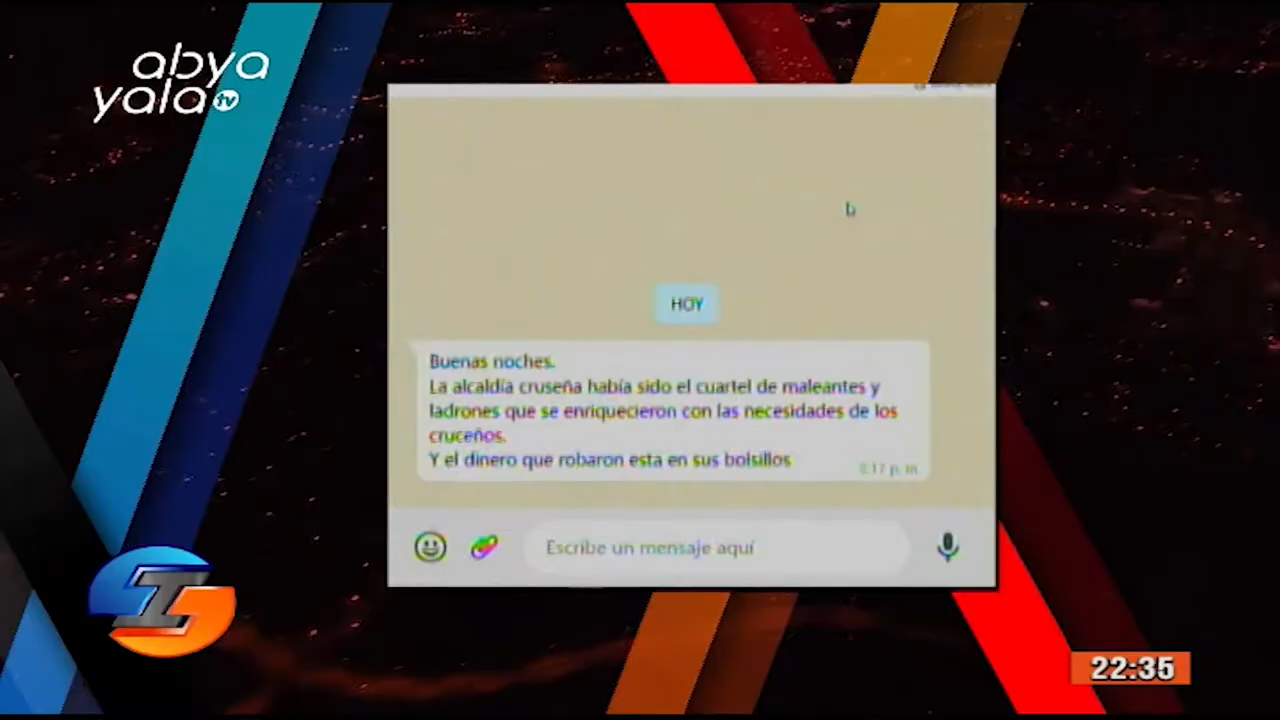 abya
yala tv
HOY
Buenas noches.
La alcaldía cruseña había sido el cuartel de maleantes y
ladrones que se enriquecieron con las necesidades de los
cruceños.
Y el dinero que robaron esta en sus bolsillos
Escribe un mensaje aquí
22:35